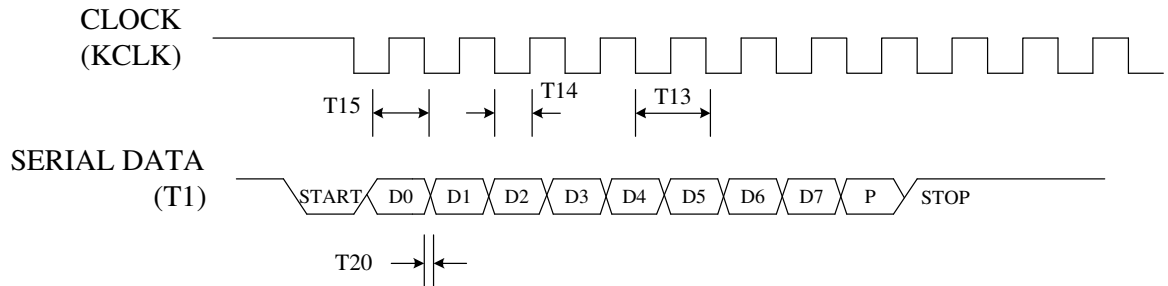 CLOCK
(KCLK)
T15
T14
T13
SERIAL DATA
(T1)
START D0 D1 D2 D3 D4 D5 D6 D7 P STOP
T20